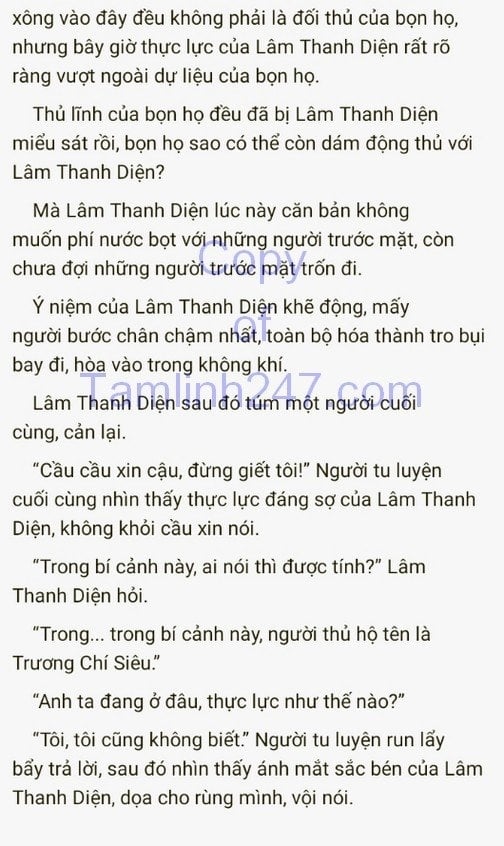 xông vào đây đều không phải là đối thủ của bọn họ,
nhưng bây giờ thực lực của Lâm Thanh Diện rất rõ
ràng vượt ngoài dự liệu của bọn họ.
Thủ lĩnh của bọn họ đều đã bị Lâm Thanh Diện
miểu sát rồi, bọn họ sao có thể còn dám động thủ với
Lâm Thanh Diện?
Mà Lâm Thanh Diện lúc này căn bản không
muốn phí nước bọt với những người trước mặt, còn
chưa đợi những người trước mặt trốn đi.
Copy
Ý niệm của Lâm Thanh Diện khẽ động, mấy
người bước chân chậm nhất, toàn bộ hóa thành tro bụi
of
bay đi, hòa vào trong không khí.
Tamlinh247.com
Lâm Thanh Diện sau đó túm một người cuối
cùng, cản lại.
“Cầu cầu xin cậu, đừng giết tôi!” Người tu luyện
cuối cùng nhìn thấy thực lực đáng sợ của Lâm Thanh
Diện, không khỏi cầu xin nói.
“Trong bí cảnh này, ai nói thì được tính?” Lâm
Thanh Diện hỏi.
“Trong... trong bí cảnh này, người thủ hộ tên là
Trương Chí Siêu.”
“Anh ta đang ở đâu, thực lực như thế nào?”
“Tôi, tôi cũng không biết.” Người tu luyện run lẩy
bẩy trả lời, sau đó nhìn thấy ánh mắt sắc bén của Lâm
Thanh Diện, dọa cho rùng mình, vội nói.